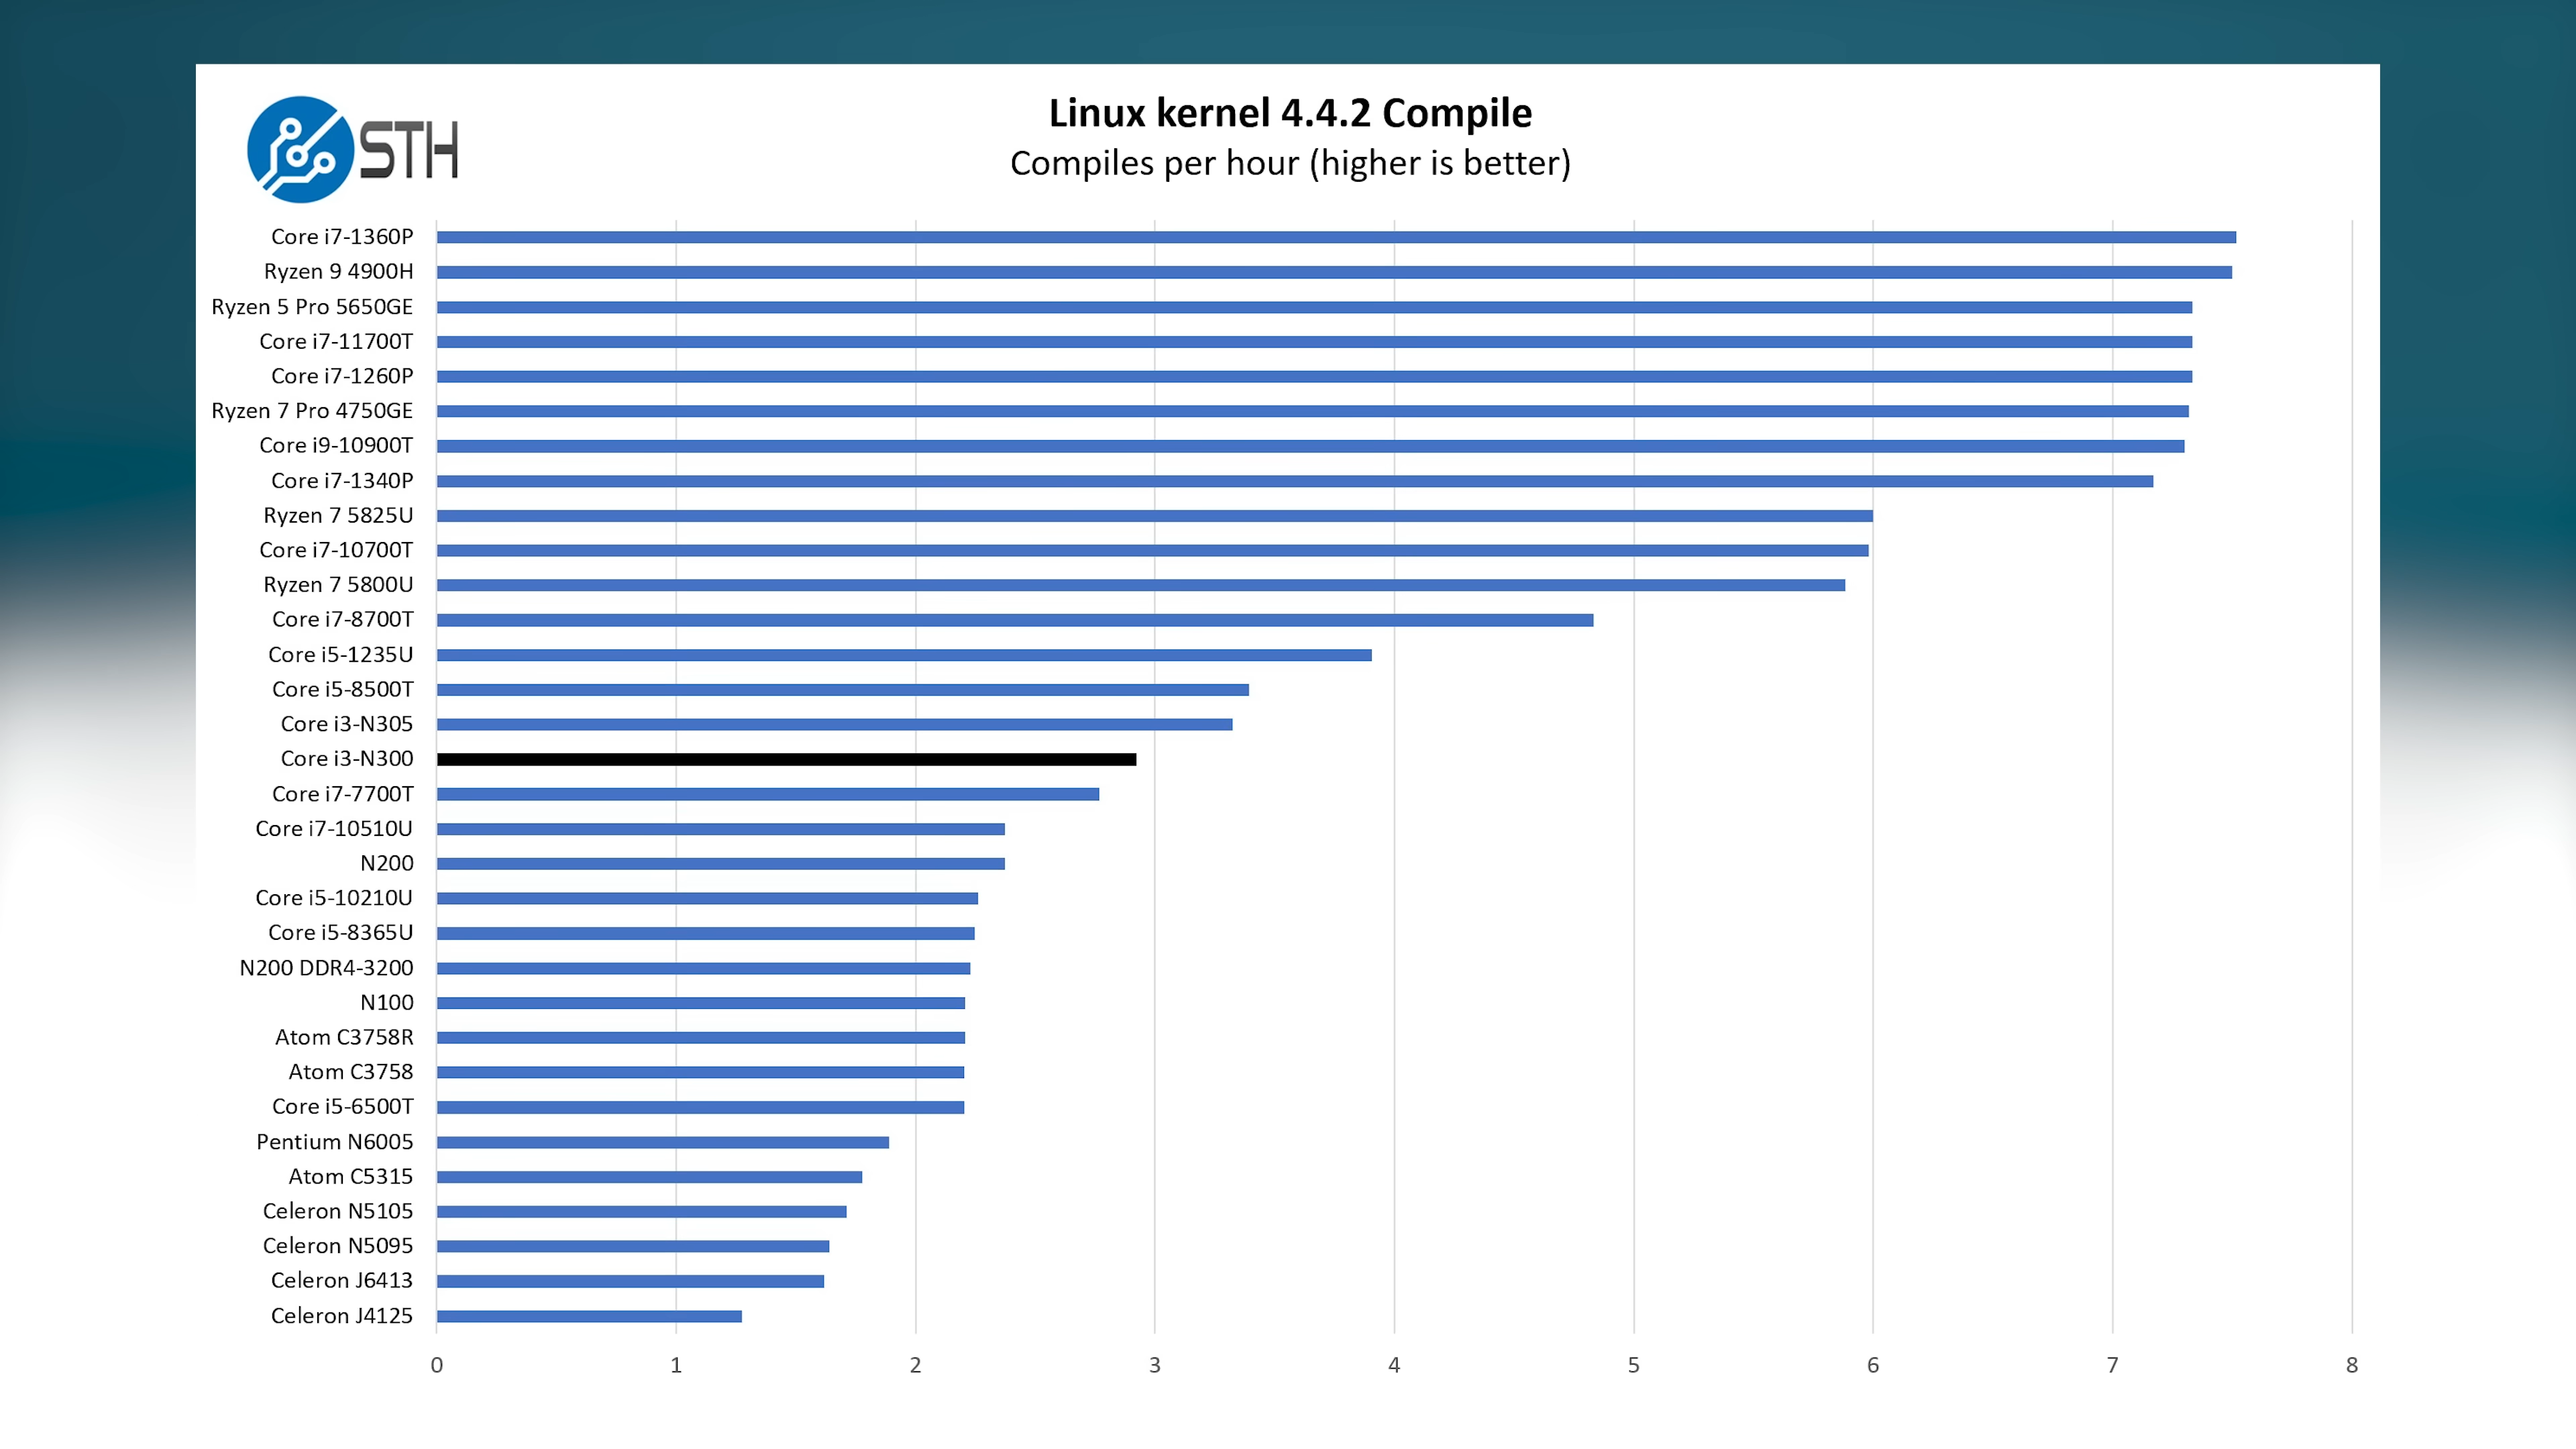 STH
Linux kernel 4.4.2 Compile
Compiles per hour (higher is better)
Core i7-1360P
Ryzen 9 4900H
Ryzen 5 Pro 5650GE
Core i7-11700T
Core i7-1260P
Ryzen 7 Pro 4750GE
Core i9-10900T
Core i7-1340P
Ryzen 7 5825U
Core i7-10700T
Ryzen 7 5800U
Core i7-8700T
Core i5-1235U
Core i5-8500T
Core i3-N305
Core i3-N300
Core i7-7700T
Core i7-10510U
N200
Core i5-10210U
Core i5-8365U
N200 DDR4-3200
N100
Atom C3758R
Atom C3758
Core i5-6500T
Pentium N6005
Atom C5315
Celeron N5105
Celeron N5095
Celeron J6413
Celeron J4125
0 1 2 3 4 5 6 7 8